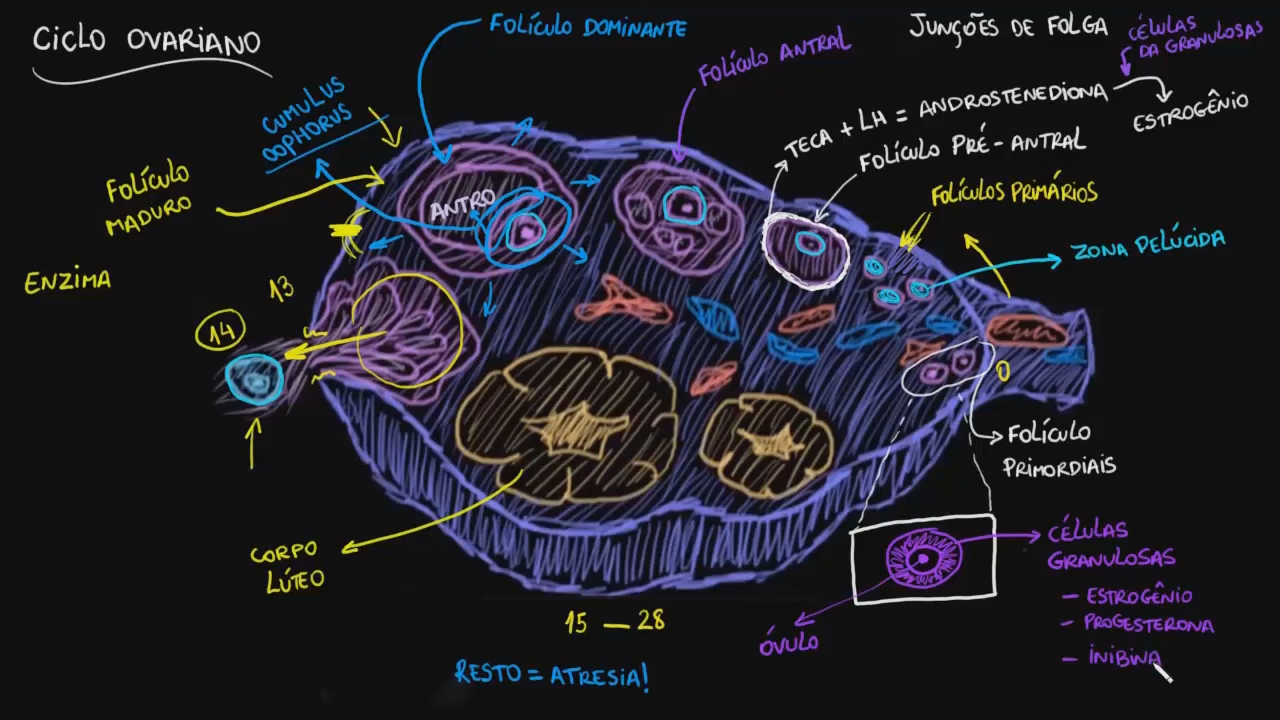 CICLO OVARIANO
FOLÍCULO DOMINANTE
JUNÇÕES DE FOLGA
CÉLULAS
DA GRANULOSAS
FOLÍCULO ANTRAL
CUMULUS
OOPHORUS
TECA + LH = ANDROSTENEDIONA
ESTROGÊNIO
FOLÍCULO PRÉ-ANTRAL
FOLÍCULO
MADURO
ANTRO
FOLÍCULOS PRIMÁRIOS
ZONA PELÚCIDA
ENZIMA
13
14
0
FOLÍCULO
PRIMORDIAIS
CORPO
LÚTEO
CÉLULAS
GRANULOSAS
- ESTROGÊNIO
- PROGESTERONA
- INIBINA
ÓVULO
15 - 28
RESTO = ATRESIA!